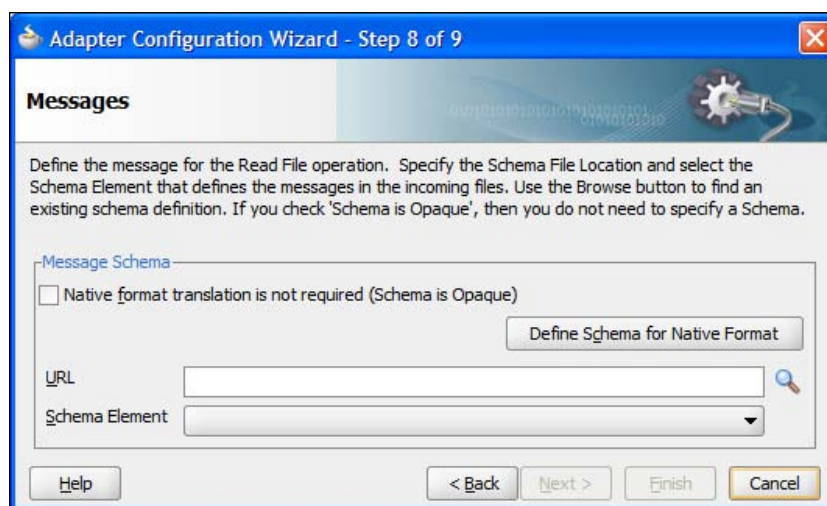 Adapter Configuration Wizard - Step 8 of 9
Messages
Define the message for the Read File operation. Specify the Schema File Location and select the
Schema Element that defines the messages in the incoming files. Use the Browse button to find an
existing schema definition. If you check 'Schema is Opaque', then you do not need to specify a Schema.
Message Schema
Native format translation is not required (Schema is Opaque)
Define Schema for Native Format
URL
Schema Element
Help
< Back
Next >
Finish
Cancel